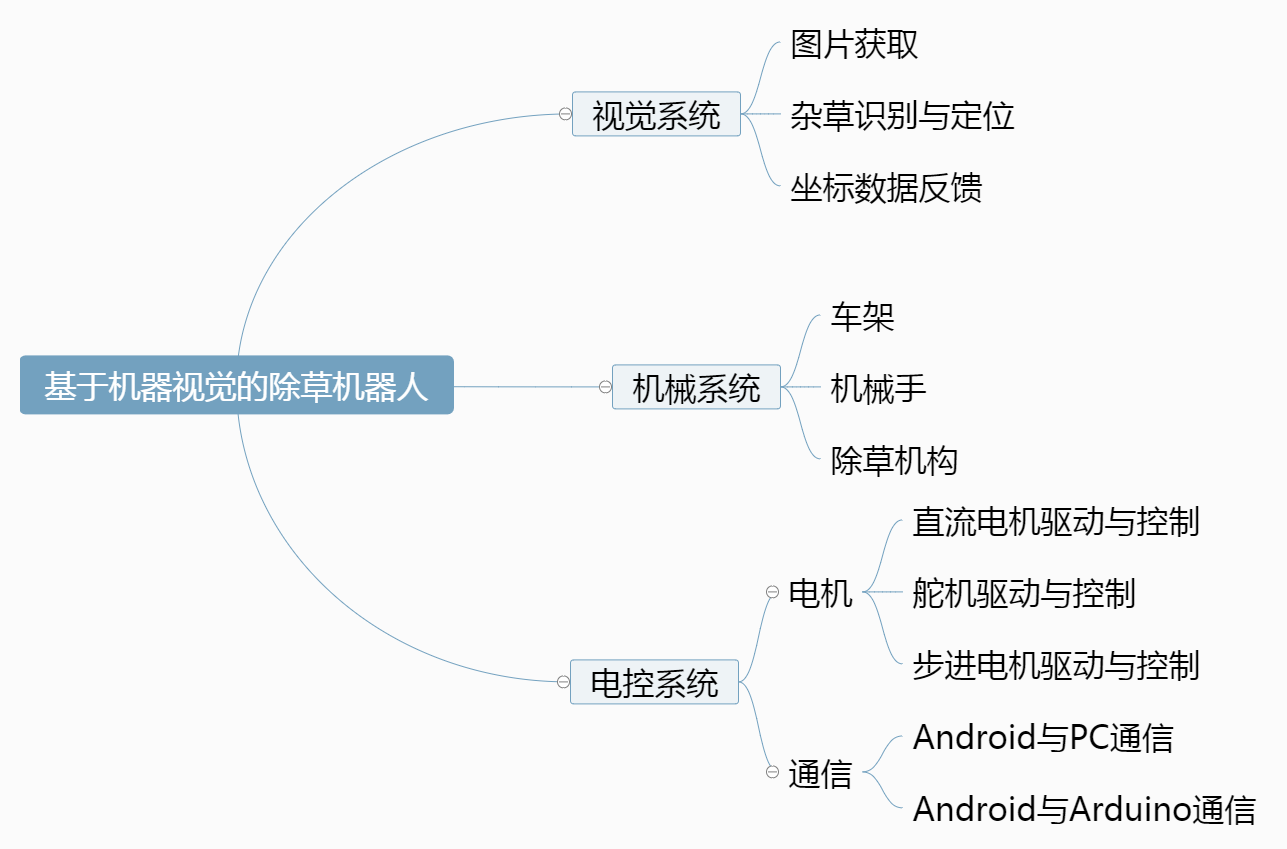 图片获取
视觉系统
杂草识别与定位
坐标数据反馈
车架
基于机器视觉的除草机器人
机械系统
机械手
除草机构
直流电机驱动与控制
电机
舵机驱动与控制
步进电机驱动与控制
电控系统
Android与PC通信
通信
Android与Arduino通信